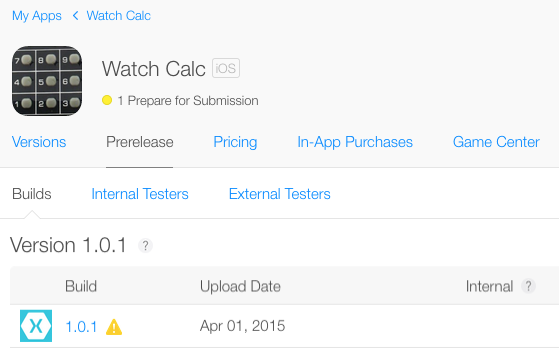 My Apps < Watch Calc
7 8 9
4 5 6
1 2 3
Watch Calc iOS
1 Prepare for Submission
Versions Prerelease Pricing In-App Purchases Game Center
Builds Internal Testers External Testers
Version 1.0.1 ?
Build Upload Date Internal ?
X 1.0.1 Apr 01, 2015